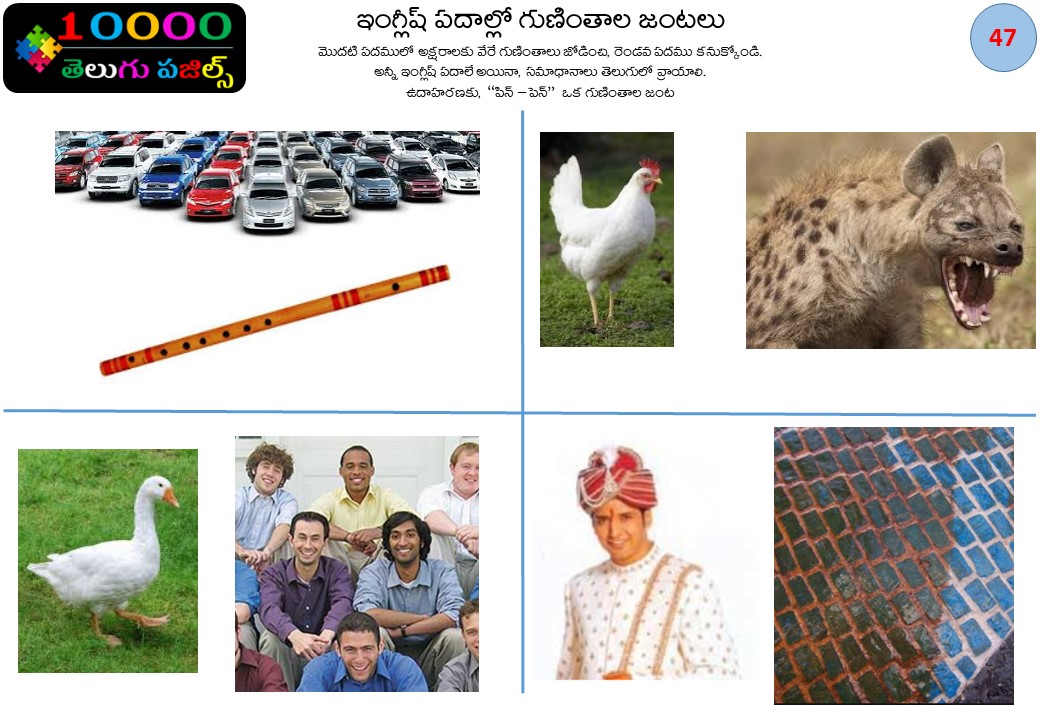 10000
తెలుగు పజిల్స్
ఇంగ్లీష్ పదాల్లో గుణింతాల జంటలు
మొదటి పదములో అక్షరాలకు వేరే గుణింతాలు జోడించి, రెండవ పదము కనుక్కోండి.
అన్నీ ఇంగ్లీష్ పదాలే అయినా, సమాధానాలు తెలుగులో వ్రాయాలి.
ఉదాహరణకు, “పిన్ – పెన్” ఒక గుణింతాల జంట
47